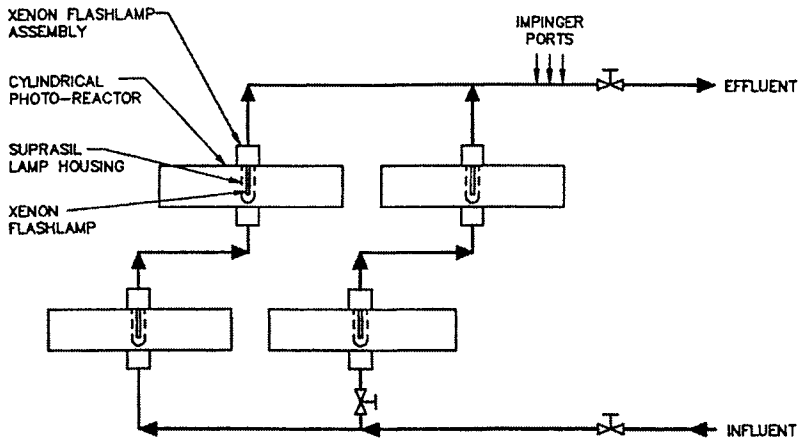 XENON FLASHLAMP
ASSEMBLY
IMPINGER
PORTS
CYLINDRICAL
PHOTO-REACTOR
EFFLUENT
SUPRASIL
LAMP HOUSING
XENON
FLASHLAMP
INFLUENT